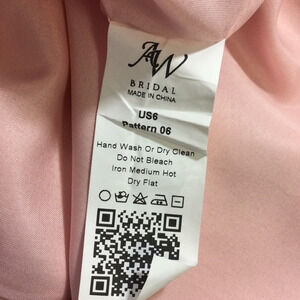 AW
BRIDAL
MADE IN CHINA
US6
Pattern 06
Hand Wash Or Dry Clean
Do Not Bleach
Iron Medium Hot
Dry Flat